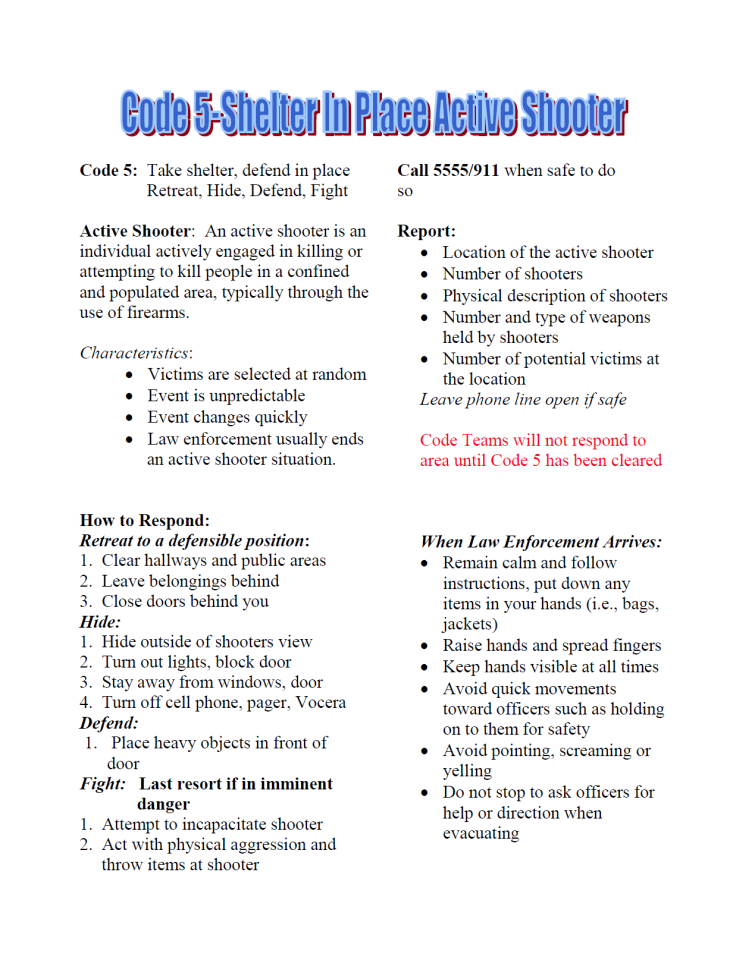 Code 5-Shelter In Place Active Shooter
Code 5: Take shelter, defend in place
Retreat, Hide, Defend, Fight
Active Shooter: An active shooter is an
individual actively engaged in killing or
attempting to kill people in a confined
and populated area, typically through the
use of firearms.
Characteristics:
• Victims are selected at random
• Event is unpredictable
• Event changes quickly
• Law enforcement usually ends
an active shooter situation.
How to Respond:
Retreat to a defensible position:
1. Clear hallways and public areas
2. Leave belongings behind
3. Close doors behind you
Hide:
1. Hide outside of shooters view
2. Turn out lights, block door
3. Stay away from windows, door
4. Turn off cell phone, pager, Vocera
Defend:
1. Place heavy objects in front of
door
Fight: Last resort if in imminent
danger
1. Attempt to incapacitate shooter
2. Act with physical aggression and
throw items at shooter
Call 5555/911 when safe to do
so
Report:
• Location of the active shooter
• Number of shooters
• Physical description of shooters
• Number and type of weapons
held by shooters
• Number of potential victims at
the location
Leave phone line open if safe
Code Teams will not respond to
area until Code 5 has been cleared
When Law Enforcement Arrives:
• Remain calm and follow
instructions, put down any
items in your hands (i.e., bags,
jackets)
• Raise hands and spread fingers
• Keep hands visible at all times
• Avoid quick movements
toward officers such as holding
on to them for safety
• Avoid pointing, screaming or
yelling
• Do not stop to ask officers for
help or direction when
evacuating